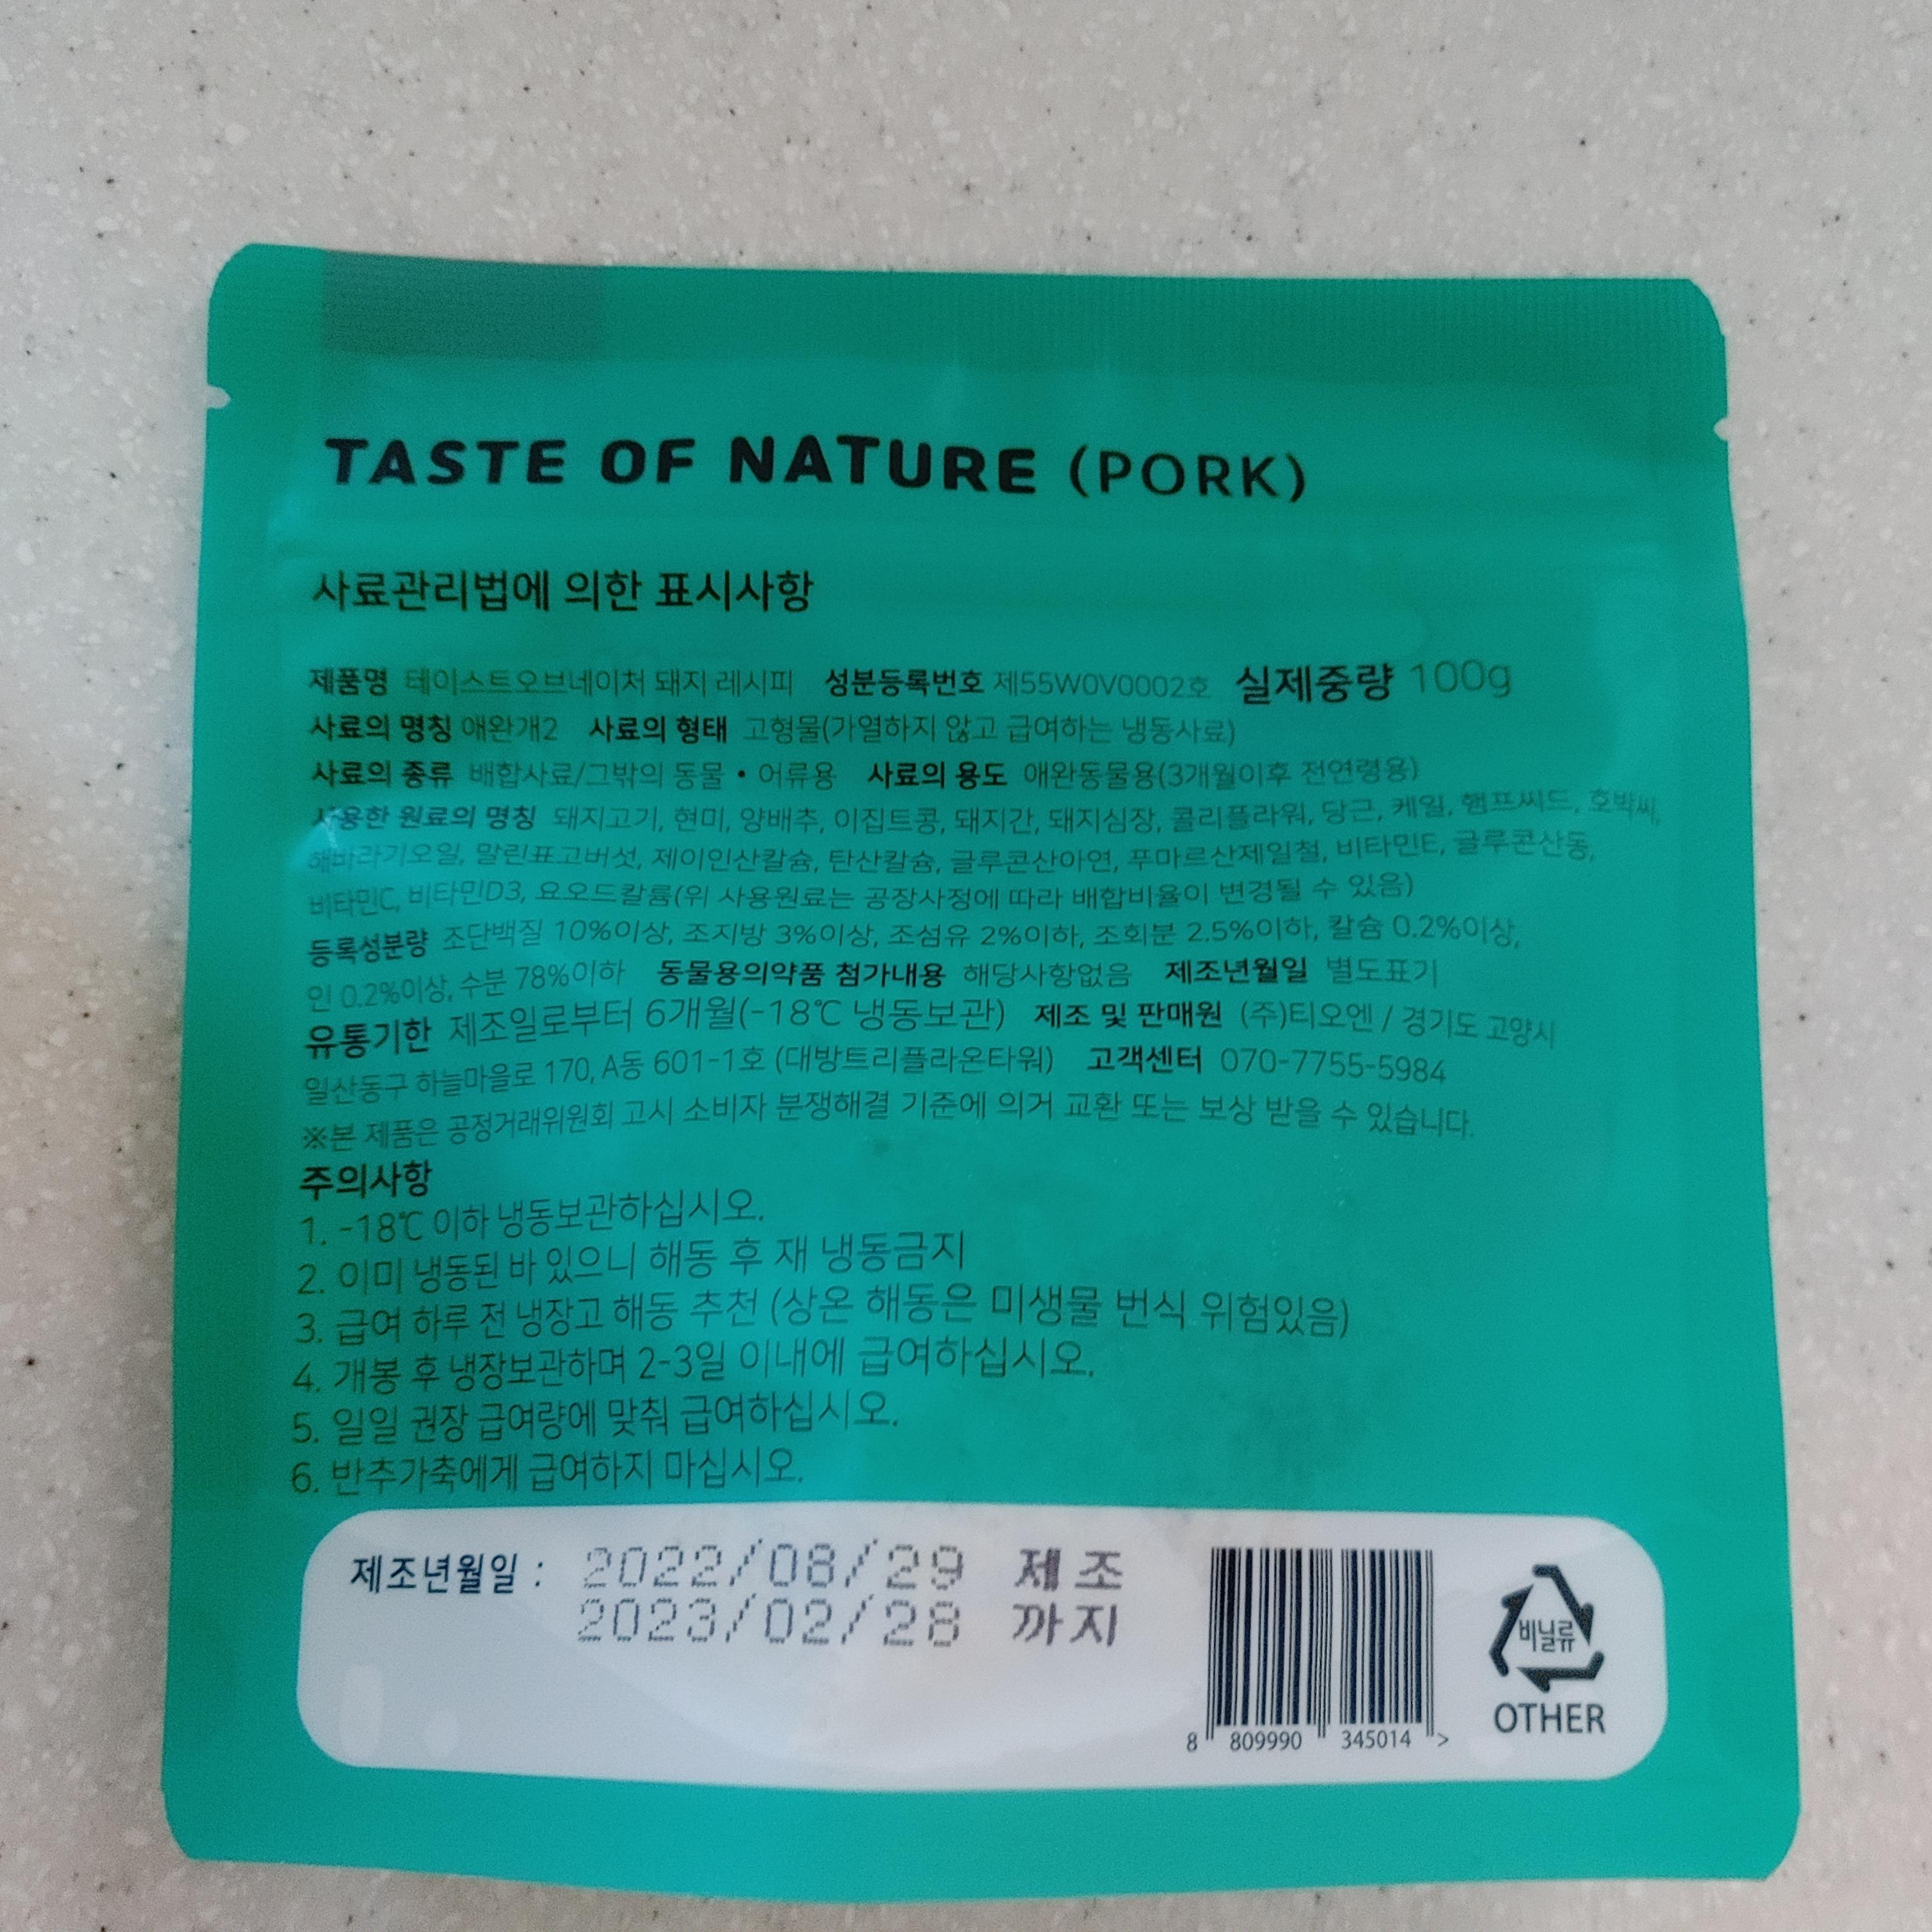 TASTE OF NATURE (PORK)
사료관리법에 의한 표시사항
제품명 테이스트오브네이처 돼지 레시피 성분등록번호 제55W0V0002호 실제중량 100g
사료의 명칭 애완개2 사료의 형태 고형물(가열하지 않고 급여하는 냉동사료)
사료의 종류 배합사료/그밖의 동물・어류용 사료의 용도 애완동물용(3개월이후 전연령용)
사용한 원료의 명칭 돼지고기, 현미, 양배추, 이집트콩, 돼지간, 돼지심장, 콜리플라워, 당근, 케일, 햄프씨드, 호박씨,
해바라기오일, 말린표고버섯, 제이인산칼슘, 탄산칼슘, 글루콘산아연, 푸마르산제일철, 비타민E, 글루콘산동,
비타민C, 비타민D3, 요오드칼륨(위 사용원료는 공장사정에 따라 배합비율이 변경될 수 있음)
등록성분량 조단백질 10%이상, 조지방 3%이상, 조섬유 2%이하, 조회분 2.5%이하, 칼슘 0.2%이상,
인 0.2%이상, 수분 78%이하 동물용의약품 첨가내용 해당사항없음 제조년월일 별도표기
유통기한 제조일로부터 6개월(-18℃ 냉동보관) 제조 및 판매원 (주)티오엔 / 경기도 고양시
일산동구 하늘마을로 170, A동 601-1호 (대방트리플라온타워) 고객센터 070-7755-5984
※본 제품은 공정거래위원회 고시 소비자 분쟁해결 기준에 의거 교환 또는 보상 받을 수 있습니다.
주의사항
1. -18℃ 이하 냉동보관하십시오.
2. 이미 냉동된 바 있으니 해동 후 재 냉동금지
3. 급여 하루 전 냉장고 해동 추천 (상온 해동은 미생물 번식 위험있음)
4. 개봉 후 냉장보관하며 2-3일 이내에 급여하십시오.
5. 일일 권장 급여량에 맞춰 급여하십시오.
6. 반추가축에게 급여하지 마십시오.
제조년월일 : 2022/08/29 제조
2023/02/28 까지
8 809990 345014 >
비닐류
OTHER